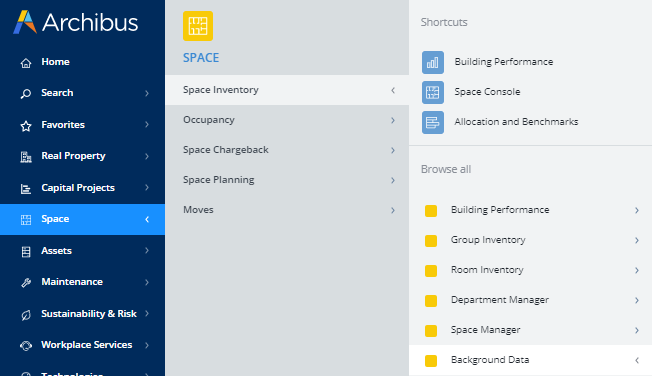 Archibus
Home
Search
Favorites
Real Property
Capital Projects
Space
Assets
Maintenance
Sustainability & Risk
Workplace Services
SPACE
Space Inventory
Occupancy
Space Chargeback
Space Planning
Moves
Shortcuts
Building Performance
Space Console
Allocation and Benchmarks
Browse all
Building Performance
Group Inventory
Room Inventory
Department Manager
Space Manager
Background Data